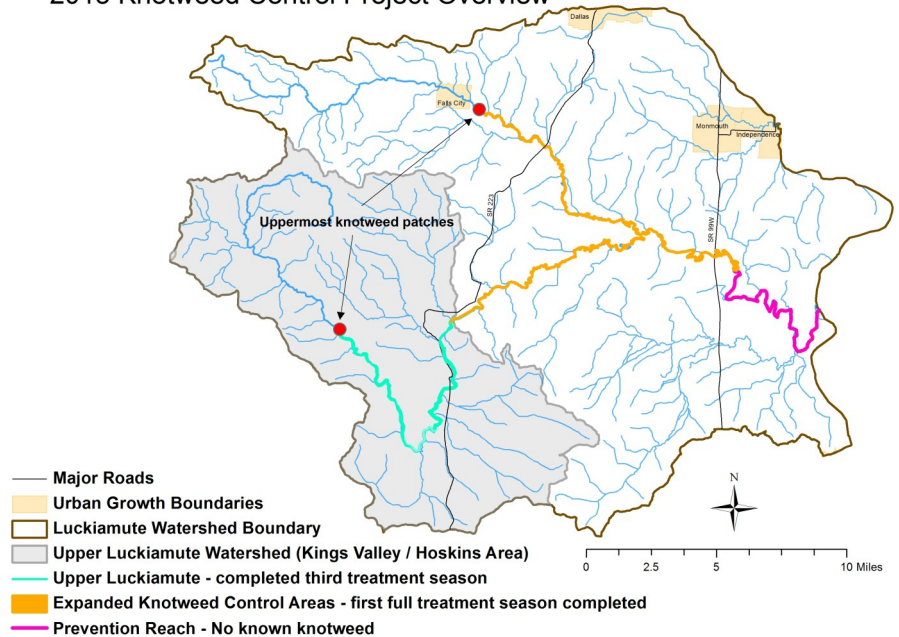 2013 Knotweed Control Project Overview
Dallas
Falls City
Monmouth
Independence
SR 223
Uppermost knotweed patches
SR 99W
Major Roads
Urban Growth Boundaries
Luckiamute Watershed Boundary
Upper Luckiamute Watershed (Kings Valley / Hoskins Area)
Upper Luckiamute - completed third treatment season
Expanded Knotweed Control Areas - first full treatment season completed
Prevention Reach - No known knotweed
N
0 2.5 5 10 Miles